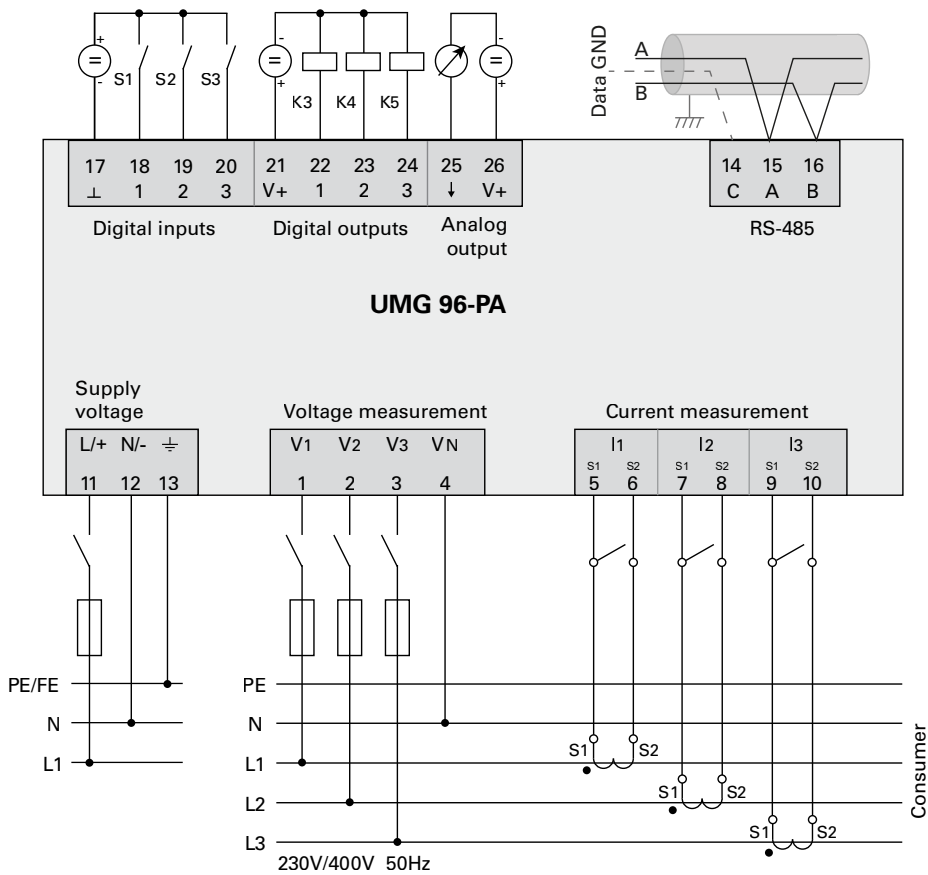 +
-
S1 S2 S3
-
+
K3 K4 K5
-
+
Data GND
A
B
17 18 19 20 21 22 23 24 25 26
⊥ 1 2 3 V+ 1 2 3 ↓ V+
14 15 16
C A B
Digital inputs
Digital outputs
Analog
output
RS-485
UMG 96-PA
Supply
voltage
Voltage measurement
Current measurement
L/+ N/-
11 12 13
V1 V2 V3 VN
1 2 3 4
I1 I2 I3
S1 S2 S1 S2 S1 S2
5 6 7 8 9 10
PE/FE
N
L1
PE
N
L1
L2
L3
230V/400V 50Hz
S1 S2
S1 S2
S1 S2
Consumer